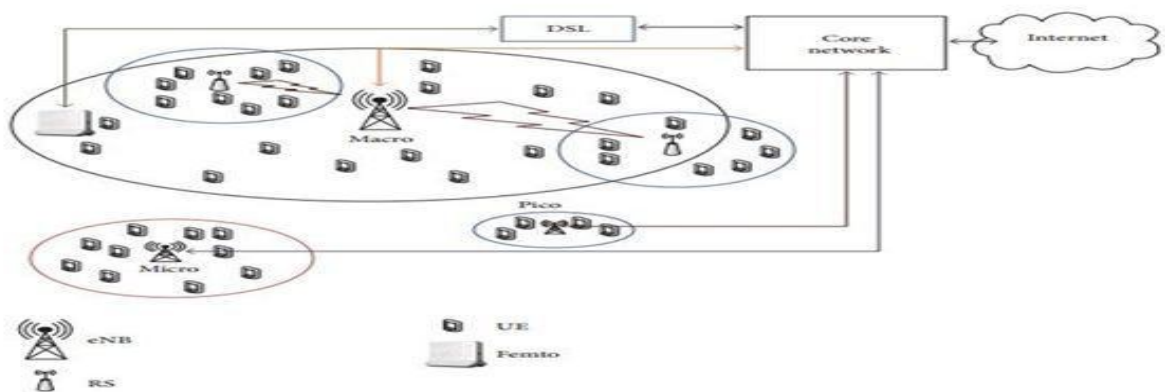 DSL
Core
network
Internet
Macro
Pico
Micro
eNB
UE
Femto
RS